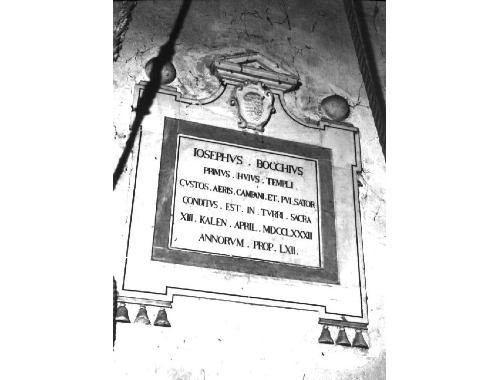 IOSEPHVS . BOCCHIVS
PRIMVS . HVIVS . TEMPLI
CVSTOS . AERIS . CAMPANI . ET . PVLSATOR
CONDITVS . EST . IN . TVRRI . SACRA
XIII . KALEN . APRIL . MDCCLXXXII
ANNORVM . PROP . LXII .